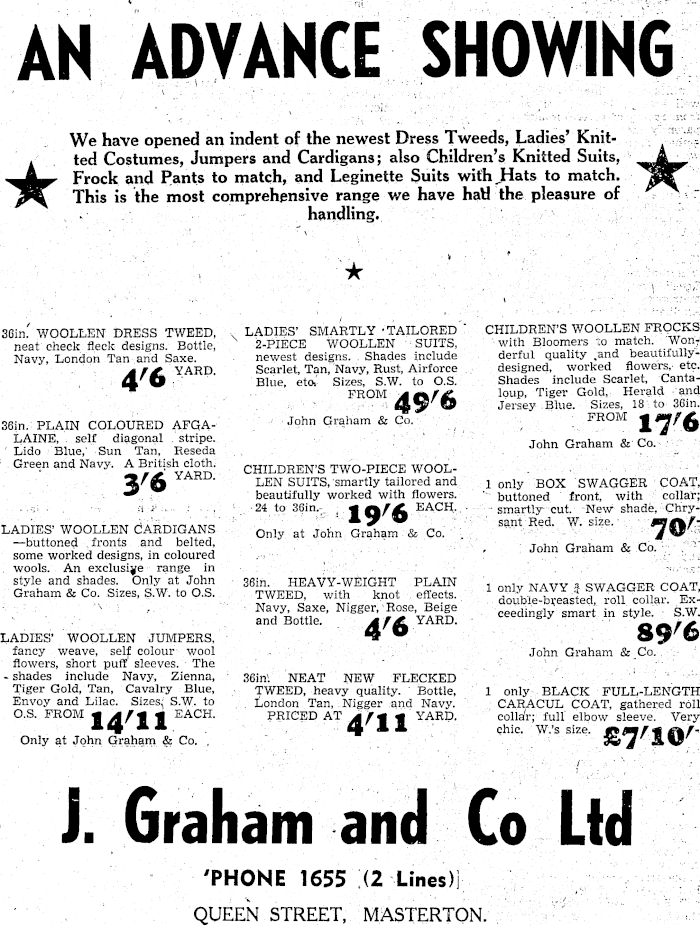 AN ADVANCE SHOWING
We have opened an indent of the newest Dress Tweeds, Ladies' Knit-
ted Costumes, Jumpers and Cardigans; also Children's Knitted Suits,
Frock and Pants to match, and Leginette Suits with Hats to match.
This is the most comprehensive range we have had the pleasure of
handling.
36in. WOOLLEN DRESS TWEED,
neat check fleck designs. Bottle,
Navy, London Tan and Saxe.
4/6 YARD.
36in. PLAIN COLOURED AFGA-
LAINE, self diagonal stripe.
Lido Blue, Sun Tan, Reseda
Green and Navy. A British cloth.
3/6 YARD.
LADIES' WOOLLEN CARDIGANS
—buttoned fronts and belted,
some worked designs, in coloured
wools. An exclusive range in
style and shades. Only at John
Graham & Co. Sizes, S.W. to O.S.
LADIES' WOOLLEN JUMPERS,
fancy weave, self colour wool
flowers, short puff sleeves. The
shades include Navy, Zienna,
Tiger Gold, Tan, Cavalry Blue,
Envoy and Lilac. Sizes, S.W. to
O.S. FROM 14/11 EACH.
Only at John Graham & Co.
LADIES' SMARTLY TAILORED
2-PIECE WOOLLEN SUITS,
newest designs. Shades include
Scarlet, Tan, Navy, Rust, Airforce
Blue, etc. Sizes, S.W. to O.S.
FROM 49/6
John Graham & Co.
CHILDREN'S TWO-PIECE WOOL-
LEN SUITS, smartly tailored and
beautifully worked with flowers.
24 to 36in. 19/6 EACH.
Only at John Graham & Co.
36in. HEAVY-WEIGHT PLAIN
TWEED, with knot effects.
Navy, Saxe, Nigger, Rose, Beige
and Bottle. 4/6 YARD.
36in. NEAT NEW FLECKED
TWEED, heavy quality. Bottle,
London Tan, Nigger and Navy.
PRICED AT 4/11 YARD.
CHILDREN'S WOOLLEN FROCKS
with Bloomers to match. Won-
derful quality and beautifully-
designed, worked flowers, etc.
Shades include Scarlet, Canta-
loup, Tiger Gold, Herald and
Jersey Blue. Sizes, 18 to 36in.
FROM 17/6
John Graham & Co.
1 only BOX SWAGGER COAT,
buttoned front, with collar;
smartly cut. New shade, Chry-
sant Red. W. size. 70/-
John Graham & Co.
1 only NAVY ¾ SWAGGER COAT,
double-breasted, roll collar. Ex-
ceedingly smart in style. S.W.
89/6
John Graham & Co.
1 only BLACK FULL-LENGTH
CARACUL COAT, gathered roll
collar; full elbow sleeve. Very
chic. W.'s size. £7/10/-
J. Graham and Co Ltd
'PHONE 1655 (2 Lines)
QUEEN STREET, MASTERTON.